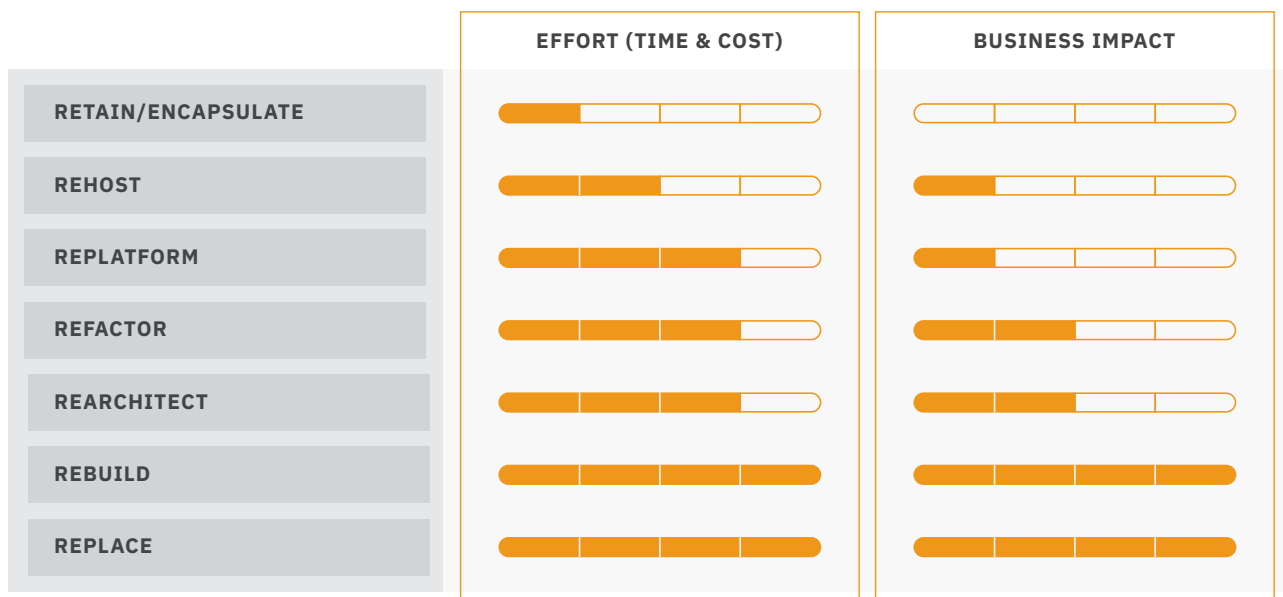 EFFORT (TIME & COST)
BUSINESS IMPACT
RETAIN/ENCAPSULATE
REHOST
REPLATFORM
REFACTOR
REARCHITECT
REBUILD
REPLACE